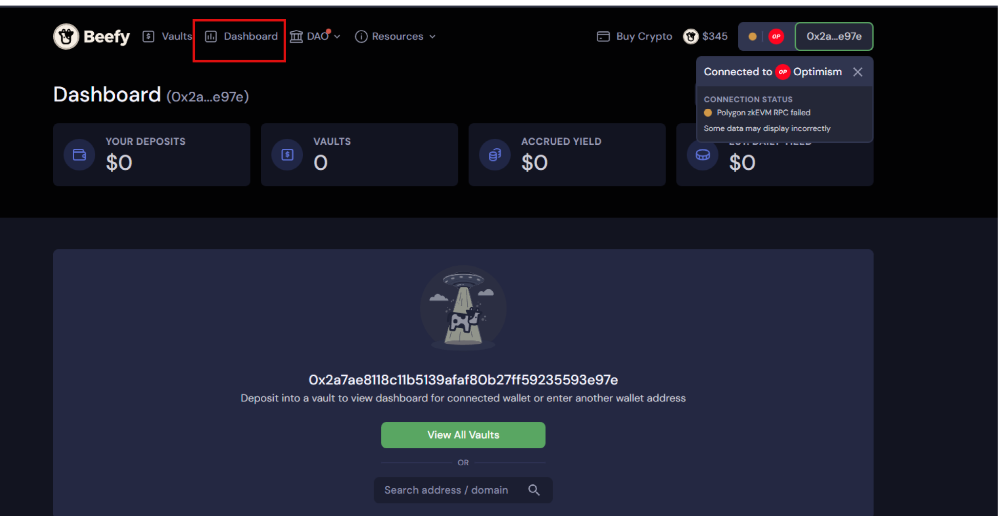 Beefy Vaults Dashboard DAO Resources Buy Crypto $345 OP 0x2a...e97e
Connected to OP Optimism
Dashboard (0x2a...e97e)
CONNECTION STATUS
Polygon zkEVM RPC failed
Some data may display incorrectly
YOUR DEPOSITS
$0
VAULTS
0
ACCRUED YIELD
$0
$0
0x2a7ae8118c11b5139afaf80b27ff59235593e97e
Deposit into a vault to view dashboard for connected wallet or enter another wallet address
View All Vaults
OR
Search address / domain